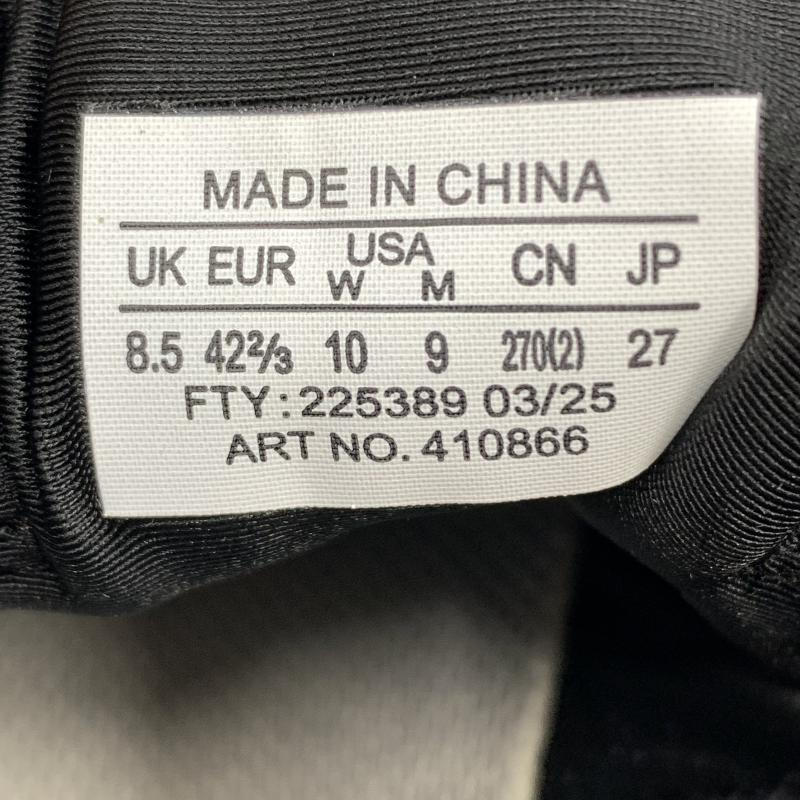 MADE IN CHINA
UK EUR USA W M CN JP
8.5 42⅔ 10 9 270(2) 27
FTY: 225389 03/25
ART NO. 410866